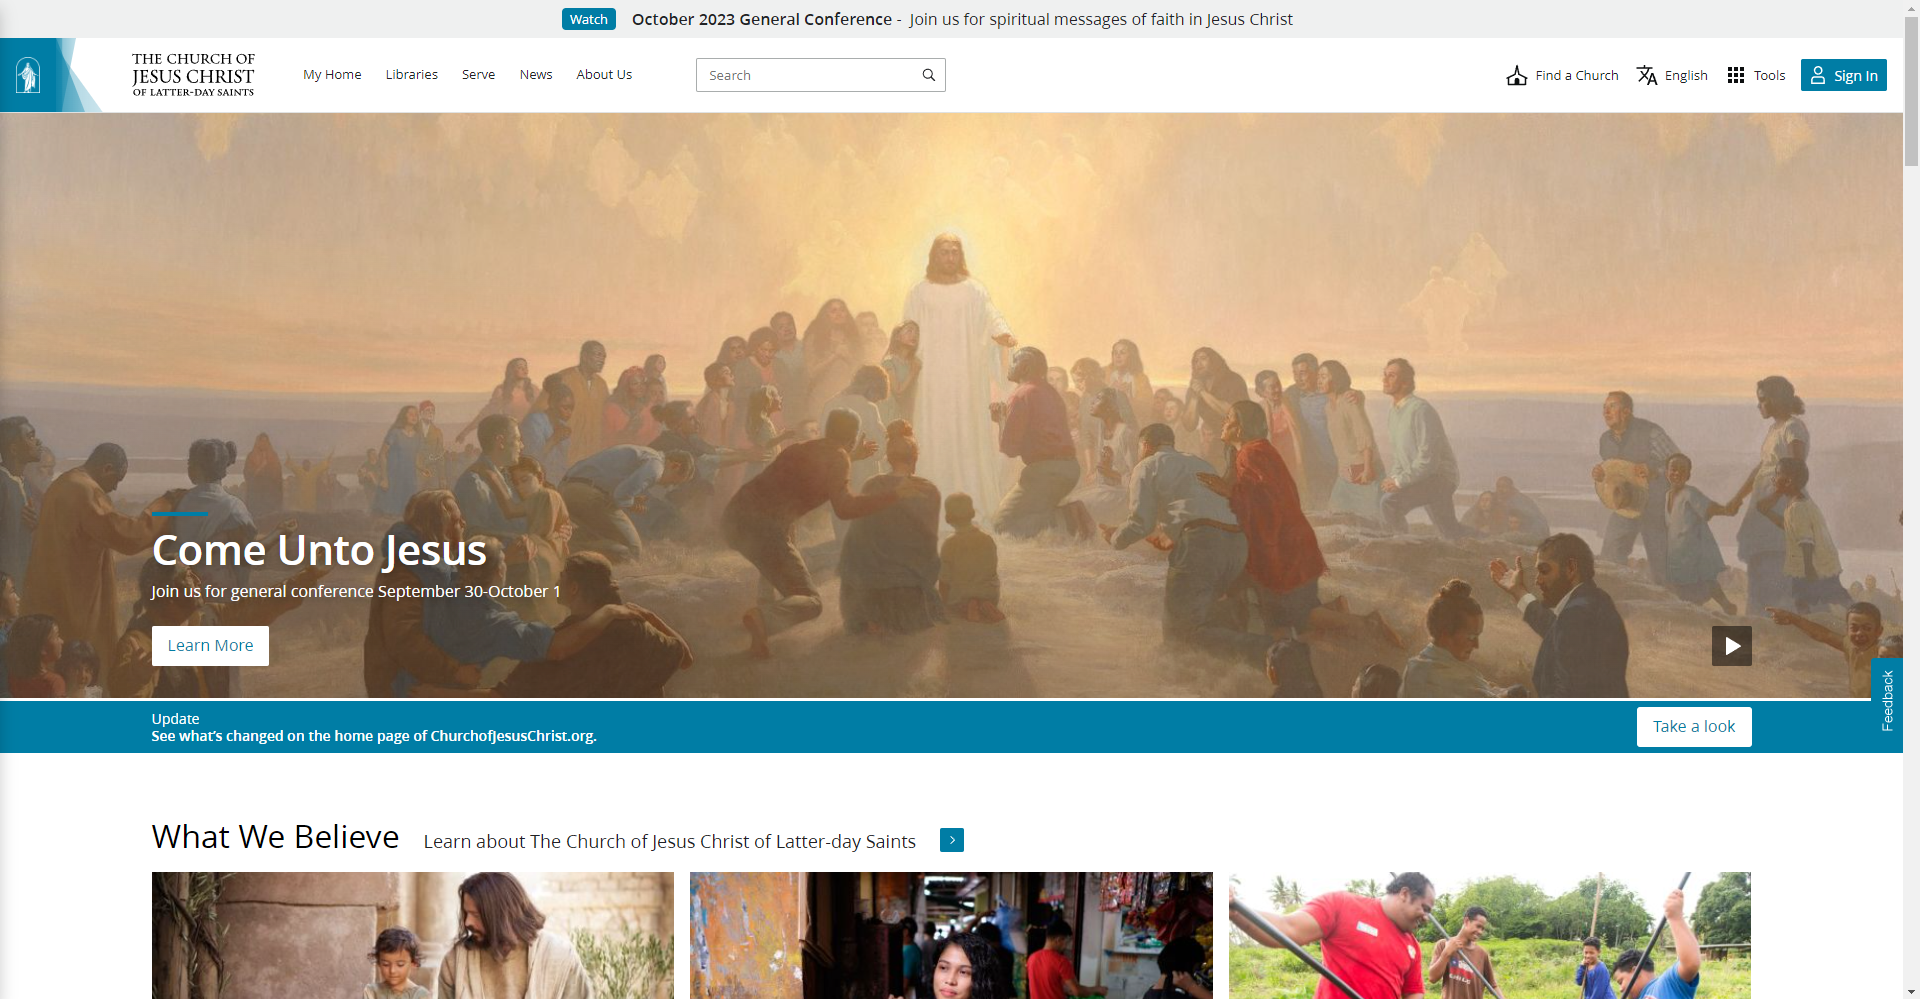 Watch October 2023 General Conference - Join us for spiritual messages of faith in Jesus Christ
THE CHURCH OF
JESUS CHRIST
OF LATTER-DAY SAINTS
My Home Libraries Serve News About Us
Search
Find a Church English Tools Sign In
Come Unto Jesus
Join us for general conference September 30-October 1
Learn More
Feedback
Update
See what's changed on the home page of ChurchofJesusChrist.org.
Take a look
What We Believe Learn about The Church of Jesus Christ of Latter-day Saints